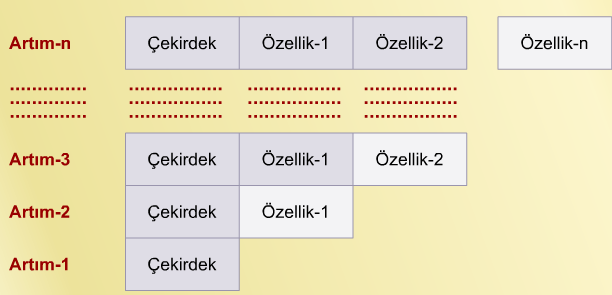 Artım-n Çekirdek Özellik-1 Özellik-2 Özellik-n
Artım-3 Çekirdek Özellik-1 Özellik-2
Artım-2 Çekirdek Özellik-1
Artım-1 Çekirdek